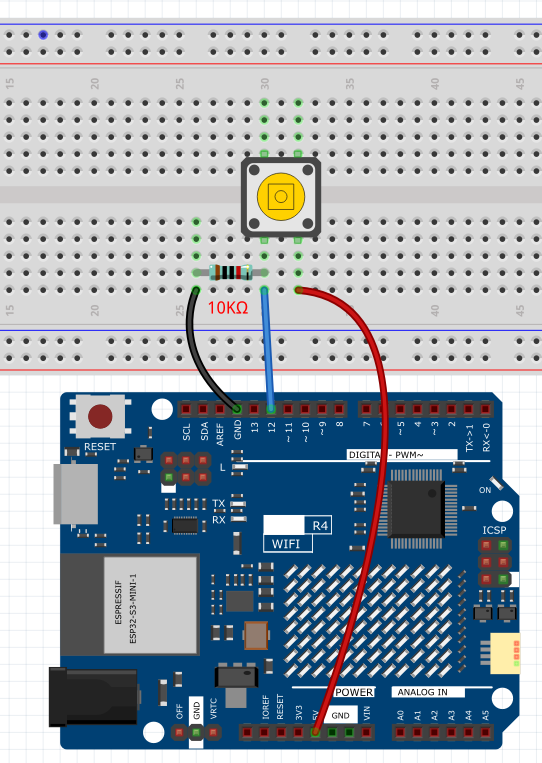 15 20 25 30 35 40 45
15 20 25 30 35 40 45
10KΩ
RESET
SCL
SDA
AREF
GND
13
12
~11
~10
~9
8
7
~5
4
~3
2
TX→1
RX←0
L
DIGITAL - PWM~
TX
RX
ON
R4
WIFI
ICSP
ESPRESSIF
ESP32-S3-MINI-1
POWER
ANALOG IN
OFF
GND
VRTC
IOREF
RESET
3V3
5V
GND
VIN
A0
A1
A2
A3
A4
A5